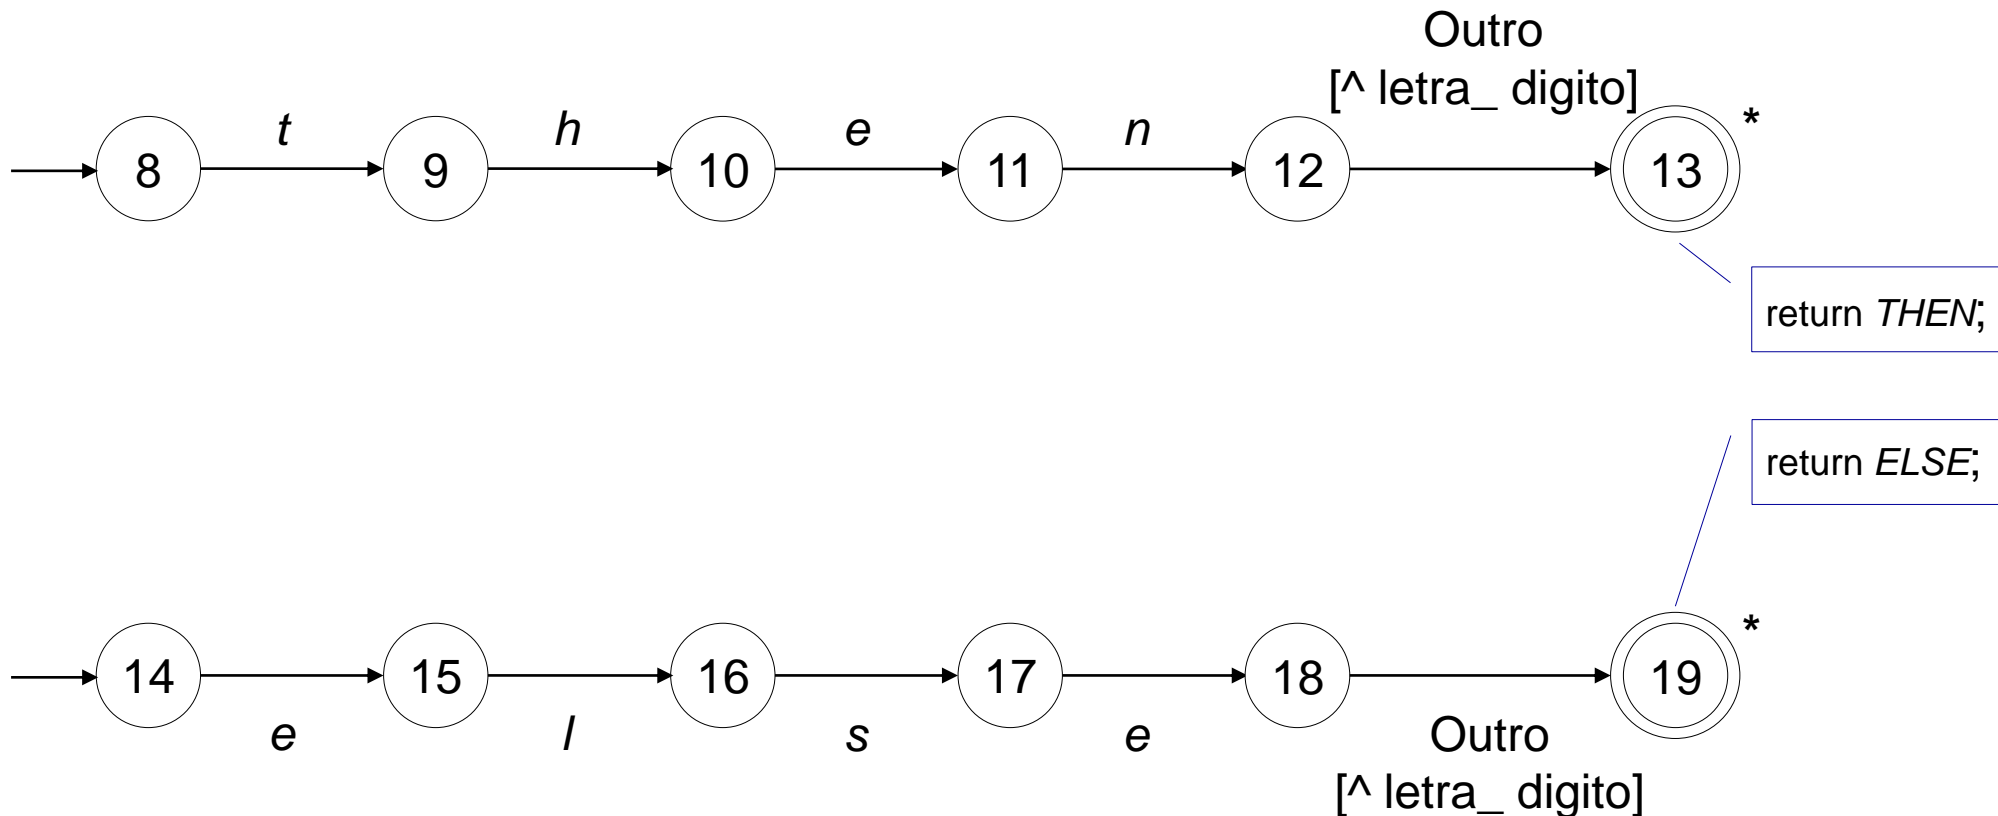 Outro
[^ letra_ digito]
t h e n *
8 9 10 11 12 13
return THEN;
return ELSE;
*
14 15 16 17 18 19
e l s e Outro
[^ letra_ digito]